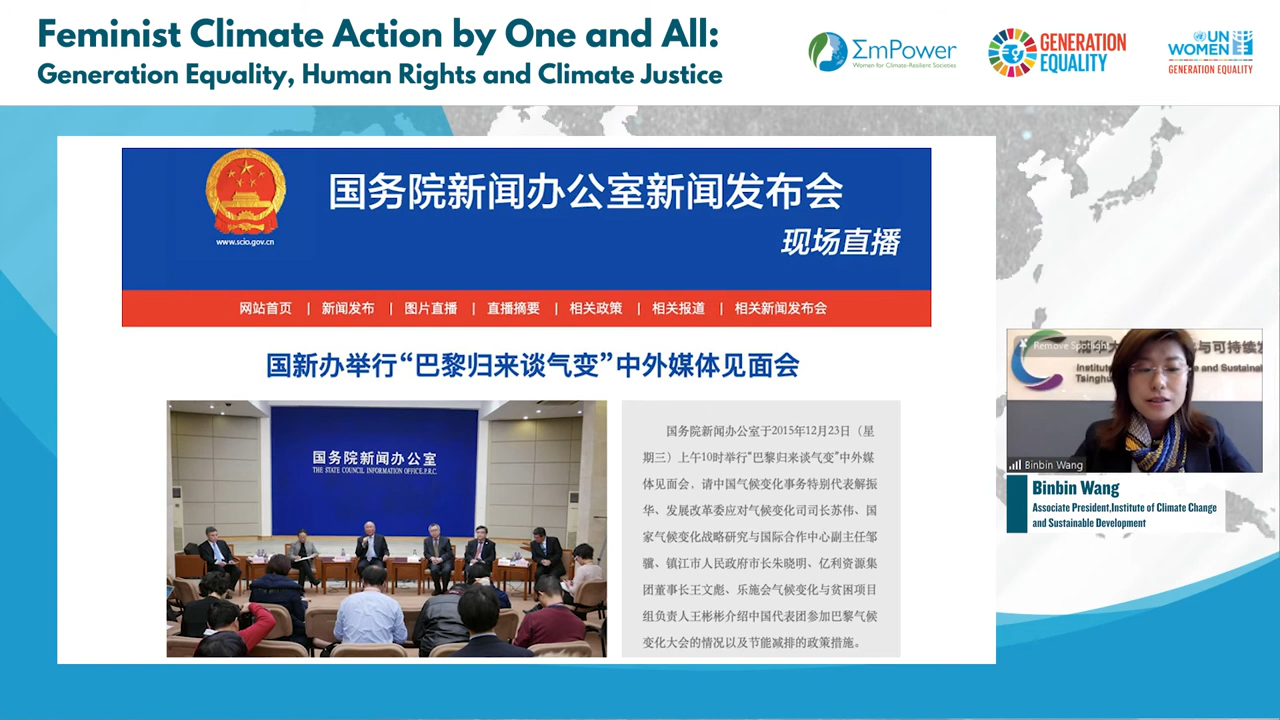 Feminist Climate Action by One and All:
Generation Equality, Human Rights and Climate Justice
ΣmPower
Women for Climate-Resilient Societies
GENERATION
EQUALITY
UN
WOMEN
GENERATION EQUALITY
国务院新闻办公室新闻发布会
www.scio.gov.cn
现场直播
网站首页 | 新闻发布 | 图片直播 | 直播摘要 | 相关政策 | 相关报道 | 相关新闻发布会
国新办举行“巴黎归来谈气变”中外媒体见面会
国务院新闻办公室
THE STATE COUNCIL INFORMATION OFFICE, P.R.C.
国务院新闻办公室于2015年12月23日（星
期三）上午10时举行“巴黎归来谈气变”中外媒
体见面会，请中国气候变化事务特别代表解振
华、发展改革委应对气候变化司司长苏伟、国
家气候变化战略研究与国际合作中心副主任邹
骥、镇江市人民政府市长朱晓明、亿利资源集
团董事长王文彪、乐施会气候变化与贫困项目
组负责人王彬彬介绍中国代表团参加巴黎气候
变化大会的情况以及节能减排的政策措施。
Remove Spotlight
与可持续发
Institute
e and Sustainab
Tsinghu
Binbin Wang
Binbin Wang
Associate President,Institute of Climate Change
and Sustainable Development